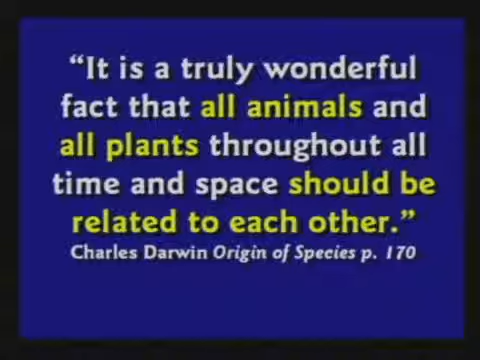 “It is a truly wonderful
fact that all animals and
all plants throughout all
time and space should be
related to each other.”
Charles Darwin Origin of Species p. 170